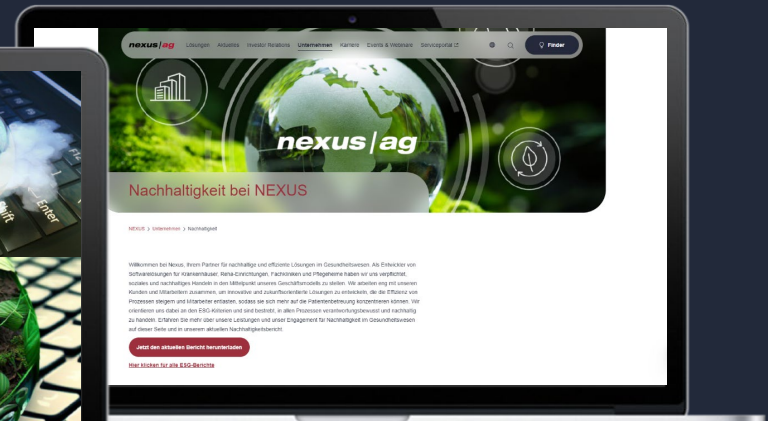 nexus|ag Lösungen Aktuelles Investor Relations Unternehmen Karriere Events & Webinare Serviceportal Finder
nexus|ag
Nachhaltigkeit bei NEXUS
NEXUS > Unternehmen > Nachhaltigkeit
Willkommen bei Nexus, Ihrem Partner für nachhaltige und effiziente Lösungen im Gesundheitswesen. Als Entwickler von
Softwarelösungen für Krankenhäuser, Reha-Einrichtungen, Fachkliniken und Pflegeheime haben wir uns verpflichtet,
soziales und nachhaltiges Handeln in den Mittelpunkt unseres Geschäftsmodells zu stellen. Wir arbeiten eng mit unseren
Kunden und Mitarbeitern zusammen, um innovative und zukunftsorientierte Lösungen zu entwickeln, die die Effizienz von
Prozessen steigern und Mitarbeiter entlasten, sodass sie sich mehr auf die Patientenbetreuung konzentrieren können. Wir
orientieren uns dabei an den ESG-Kriterien und sind bestrebt, in allen Prozessen verantwortungsbewusst und nachhaltig
zu handeln. Erfahren Sie mehr über unsere Leistungen und unser Engagement für Nachhaltigkeit im Gesundheitswesen
auf dieser Seite und in unserem aktuellen Nachhaltigkeitsbericht.
Jetzt den aktuellen Bericht herunterladen
Hier klicken für alle ESG-Berichte
Enter
Shift